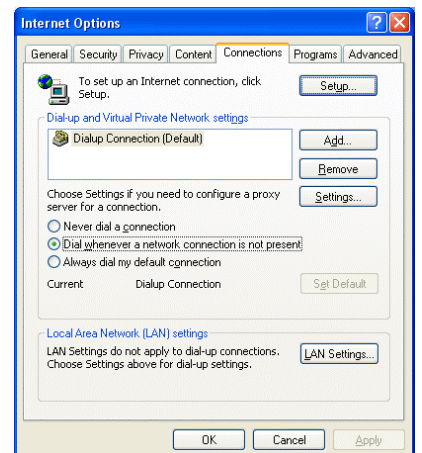 Internet Options
General Security Privacy Content Connections Programs Advanced
To set up an Internet connection, click
Setup.
Setup...
Dial-up and Virtual Private Network settings
Dialup Connection (Default)
Add...
Remove
Choose Settings if you need to configure a proxy
server for a connection.
Settings...
Never dial a connection
Dial whenever a network connection is not present
Always dial my default connection
Current Dialup Connection
Set Default
Local Area Network (LAN) settings
LAN Settings do not apply to dial-up connections.
Choose Settings above for dial-up settings.
LAN Settings...
OK Cancel Apply